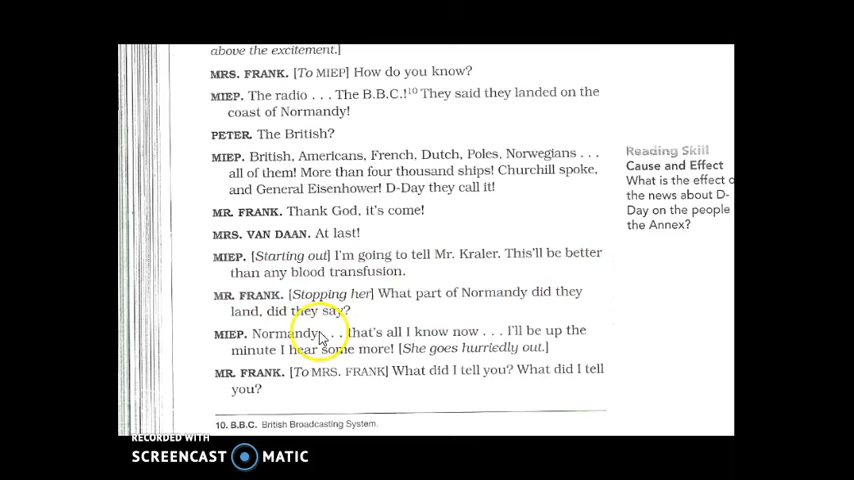 above the excitement.]
MRS. FRANK. [To MIEP] How do you know?
MIEP. The radio . . . The B.B.C.!10 They said they landed on the
coast of Normandy!
PETER. The British?
MIEP. British, Americans, French, Dutch, Poles, Norwegians . . .
all of them! More than four thousand ships! Churchill spoke,
and General Eisenhower! D-Day they call it!
MR. FRANK. Thank God, it's come!
MRS. VAN DAAN. At last!
MIEP. [Starting out] I'm going to tell Mr. Kraler. This'll be better
than any blood transfusion.
MR. FRANK. [Stopping her] What part of Normandy did they
land, did they say?
MIEP. Normandy . . . that's all I know now . . . I'll be up the
minute I hear some more! [She goes hurriedly out.]
MR. FRANK. [To MRS. FRANK] What did I tell you? What did I tell
you?
10. B.B.C. British Broadcasting System.
Reading Skill
Cause and Effect
What is the effect o
the news about D-
Day on the people
the Annex?
RECORDED WITH
SCREENCAST MATIC